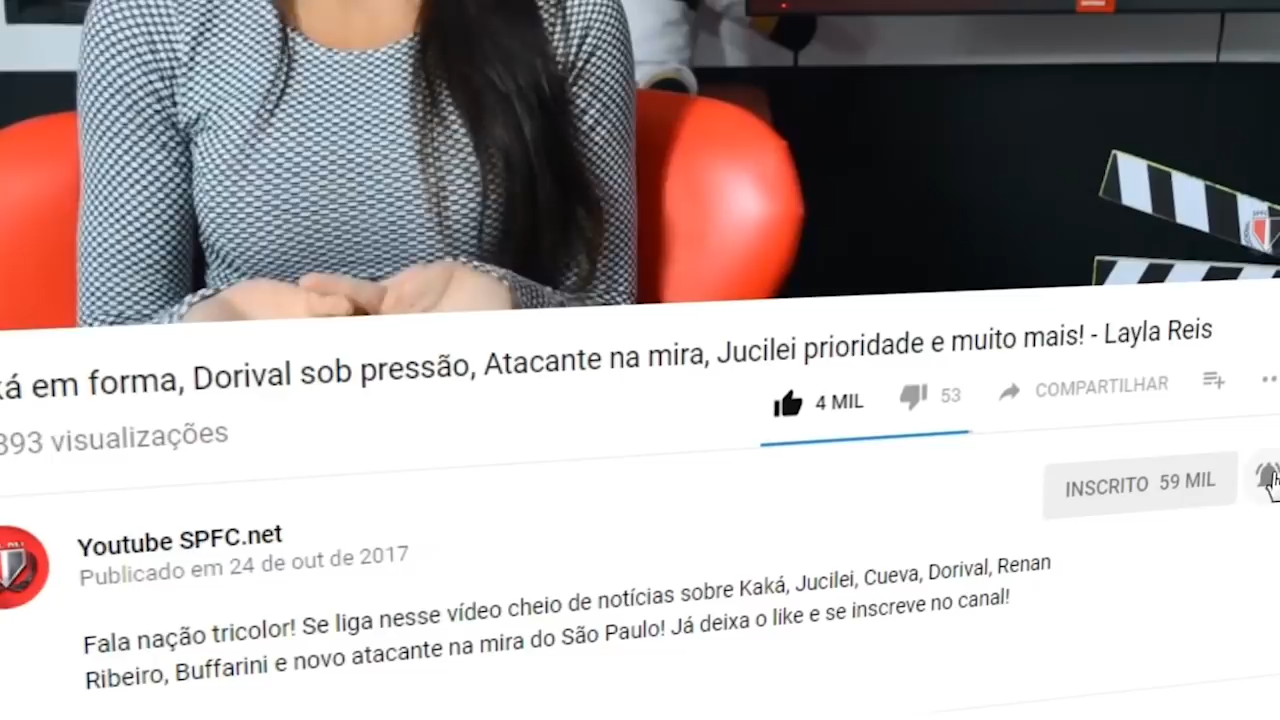 ká em forma, Dorival sob pressão, Atacante na mira, Jucilei prioridade e muito mais! - Layla Reis
393 visualizações
4 MIL
53
COMPARTILHAR
INSCRITO 59 MIL
Youtube SPFC.net
Publicado em 24 de out de 2017
Fala nação tricolor! Se liga nesse vídeo cheio de notícias sobre Kaká, Jucilei, Cueva, Dorival, Renan
Ribeiro, Buffarini e novo atacante na mira do São Paulo! Já deixa o like e se inscreve no canal!